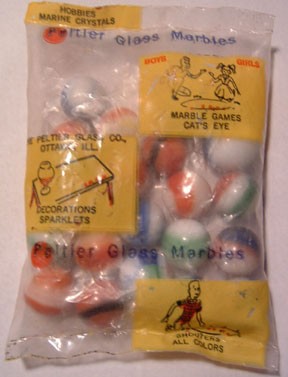 HOBBIES
MARINE CRYSTALS
Peltier Glass Marbles
BOYS GIRLS
MARBLE GAMES
CAT'S EYE
E PELTIER GLASS CO.,
OTTAWA, ILL.
DECORATIONS
SPARKLETS
Peltier Glass Marbles
SHOOTERS
ALL COLORS